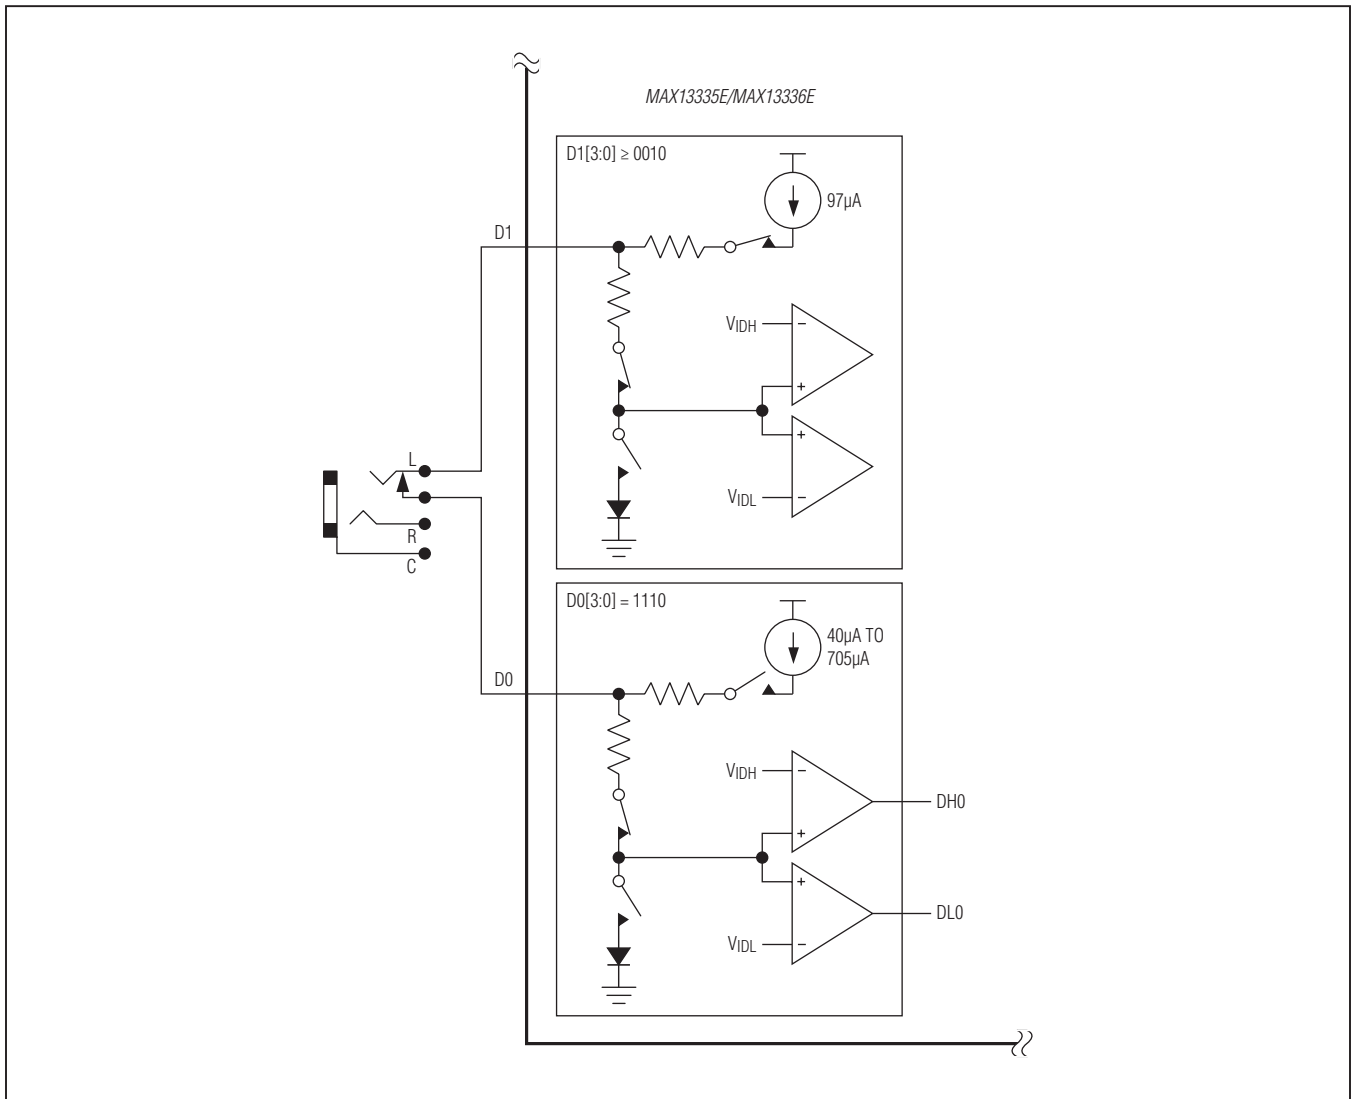 MAX13335E/MAX13336E
D1[3:0] ≥ 0010
97µA
D1
VIDH
−
+
+
VIDL
−
L
R
C
D0[3:0] = 1110
40µA TO
705µA
D0
VIDH
−
DH0
+
+
DL0
VIDL
−